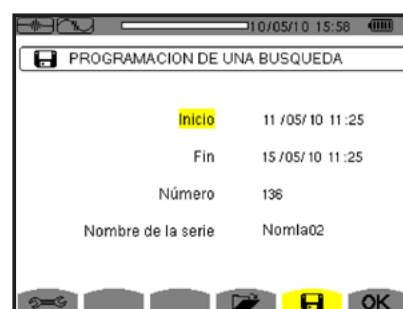 10/05/10 15:58
PROGRAMACION DE UNA BUSQUEDA
Inicio 11 /05/ 10 11 :25
Fin 15 /05/ 10 11 :25
Número 136
Nombre de la serie Nomla02
OK